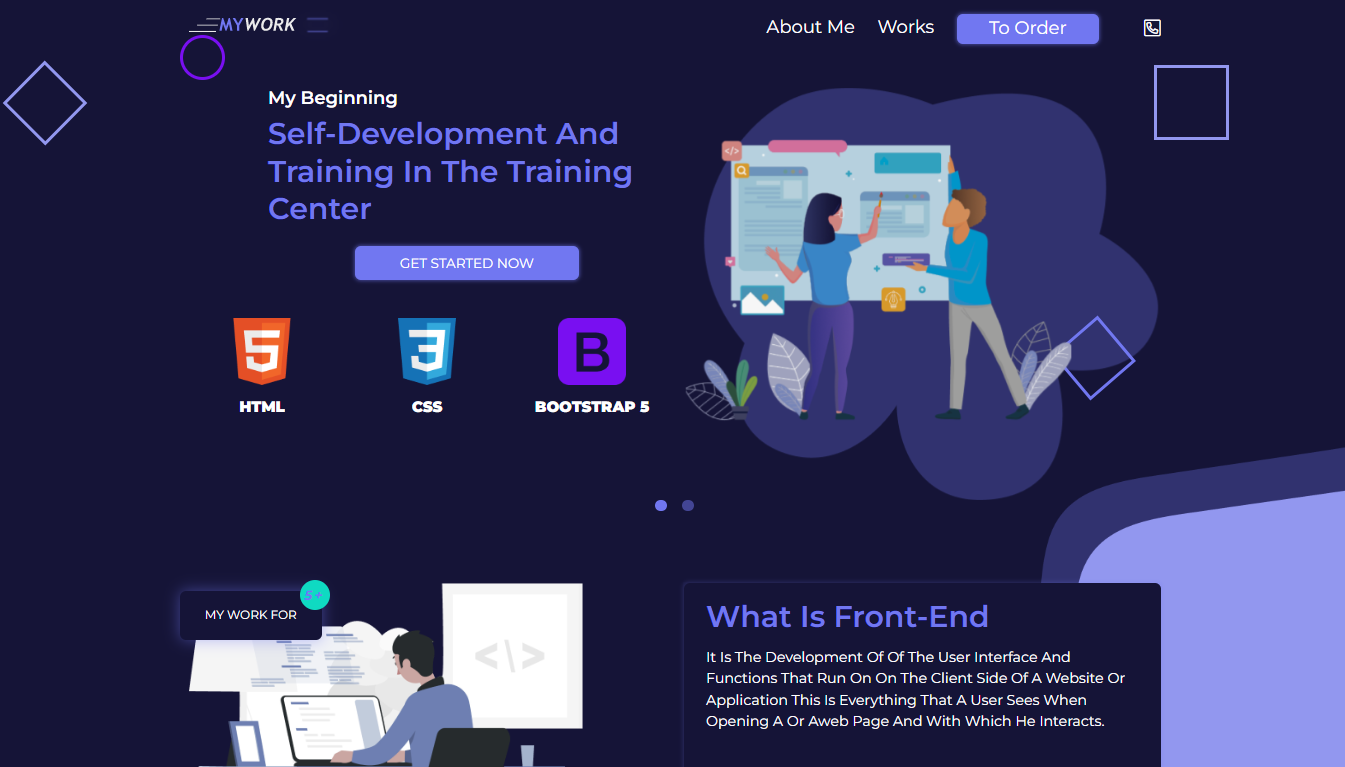 MYWORK
About Me
Works
To Order
My Beginning
Self-Development And
Training In The Training
Center
GET STARTED NOW
</>
5
3
B
HTML
CSS
BOOTSTRAP 5
MY WORK FOR
5+
</>
What Is Front-End
It Is The Development Of Of The User Interface And
Functions That Run On On The Client Side Of A Website Or
Application This Is Everything That A User Sees When
Opening A Or Aweb Page And With Which He Interacts.